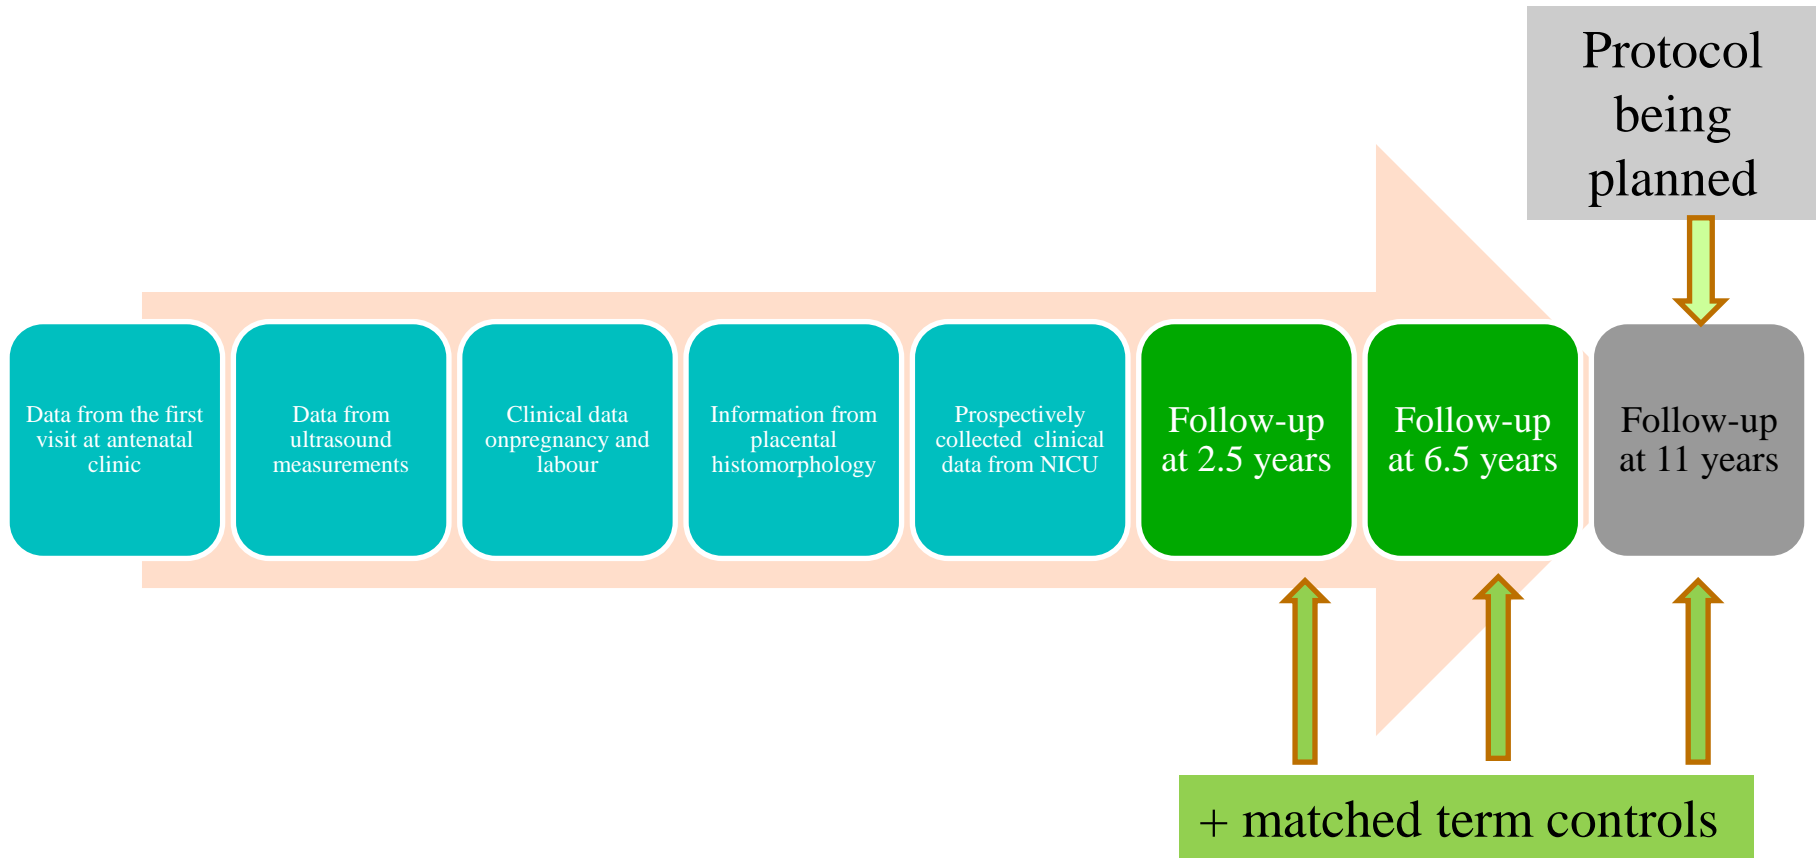 Protocol
being
planned
Data from the first
visit at antenatal
clinic
Data from
ultrasound
measurements
Clinical data
onpregnancy and
labour
Information from
placental
histomorphology
Prospectively
collected  clinical
data from NICU
Follow-up
at 2.5 years
Follow-up
at 6.5 years
Follow-up
at 11 years
+ matched term controls